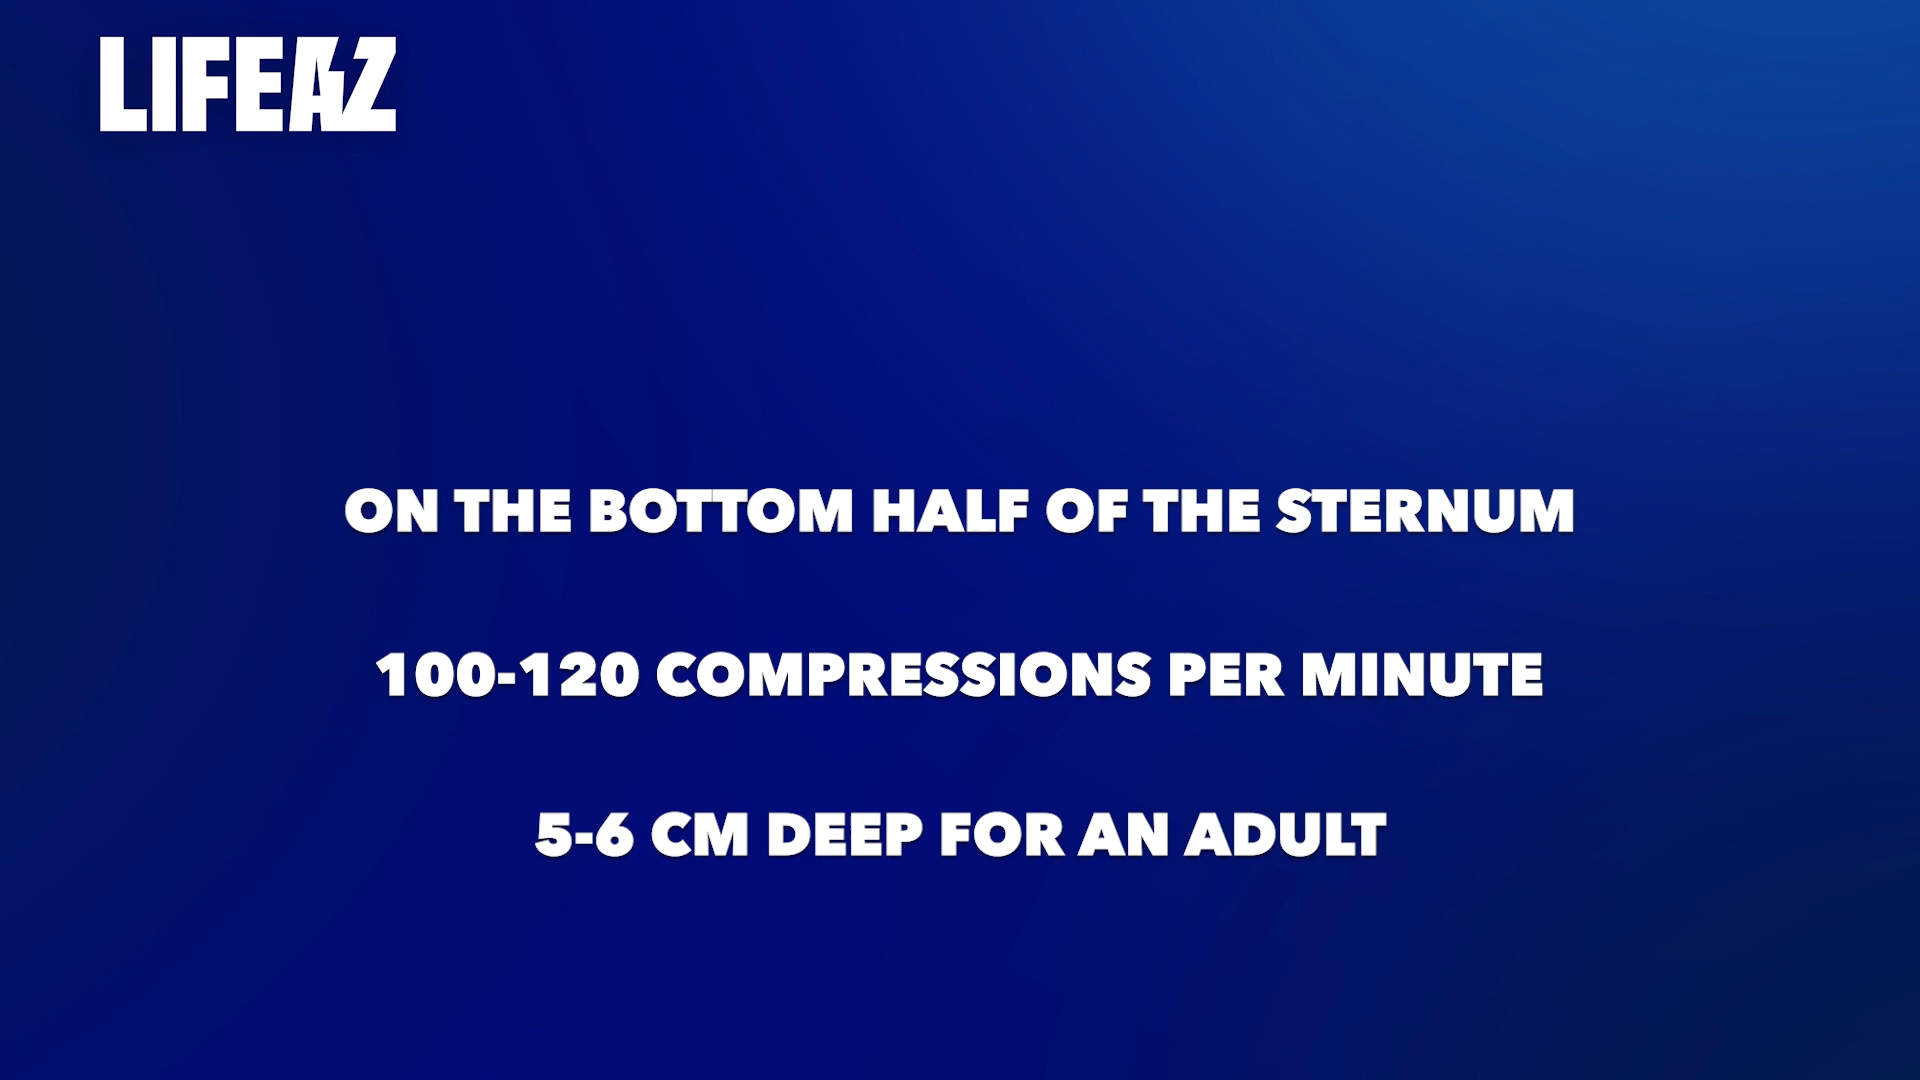 LIFEAZ
ON THE BOTTOM HALF OF THE STERNUM
100-120 COMPRESSIONS PER MINUTE
5-6 CM DEEP FOR AN ADULT